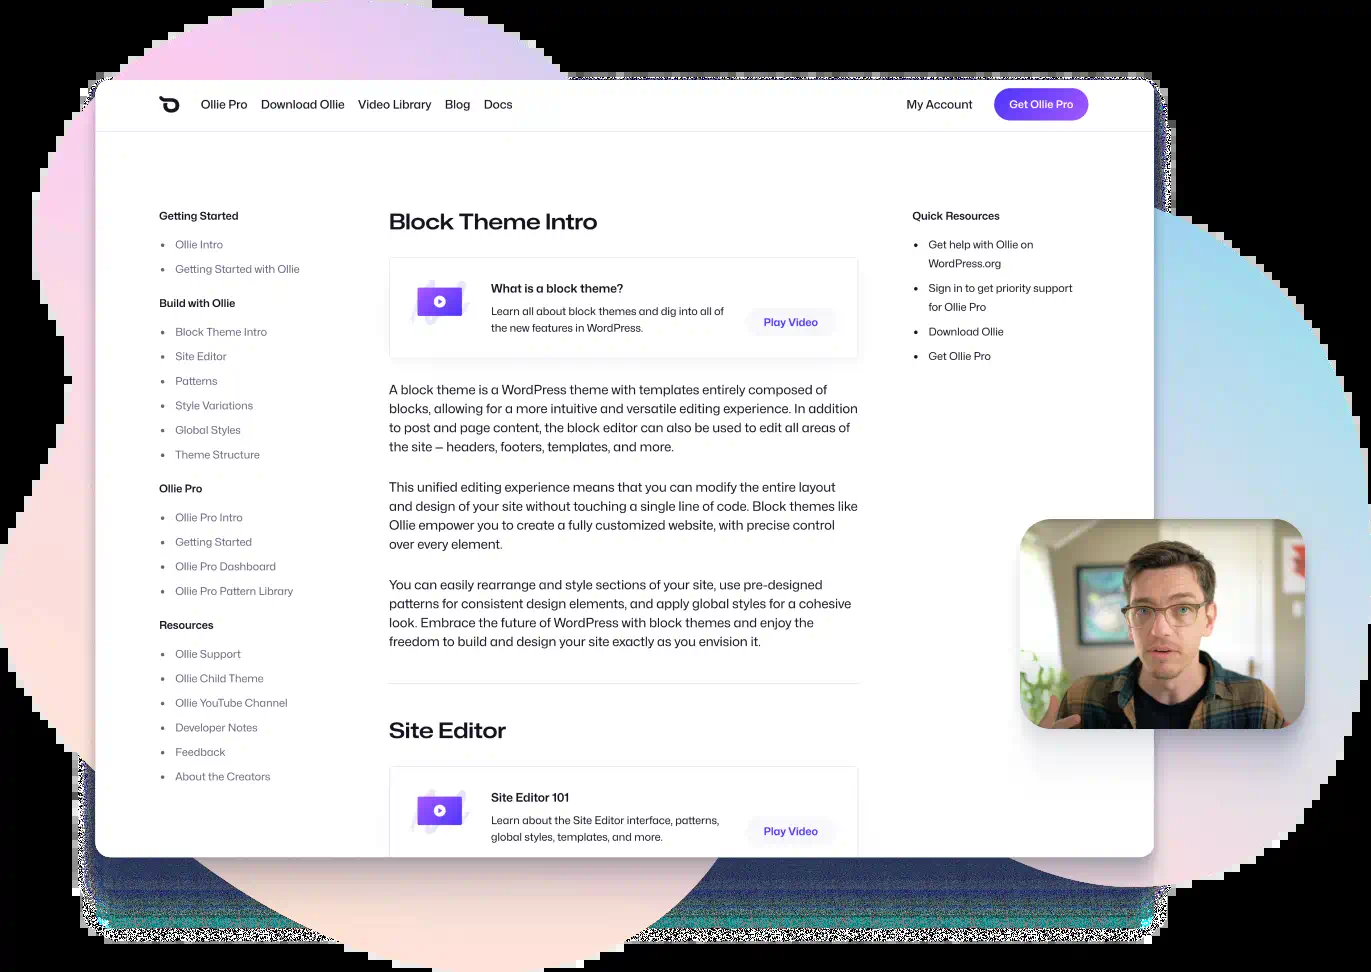 Ollie Pro Download Ollie Video Library Blog Docs My Account Get Ollie Pro
Getting Started
Ollie Intro
Getting Started with Ollie
Build with Ollie
Block Theme Intro
Site Editor
Patterns
Style Variations
Global Styles
Theme Structure
Ollie Pro
Ollie Pro Intro
Getting Started
Ollie Pro Dashboard
Ollie Pro Pattern Library
Resources
Ollie Support
Ollie Child Theme
Ollie YouTube Channel
Developer Notes
Feedback
About the Creators
Block Theme Intro
What is a block theme?
Learn all about block themes and dig into all of
the new features in WordPress.
Play Video
A block theme is a WordPress theme with templates entirely composed of
blocks, allowing for a more intuitive and versatile editing experience. In addition
to post and page content, the block editor can also be used to edit all areas of
the site — headers, footers, templates, and more.
This unified editing experience means that you can modify the entire layout
and design of your site without touching a single line of code. Block themes like
Ollie empower you to create a fully customized website, with precise control
over every element.
You can easily rearrange and style sections of your site, use pre-designed
patterns for consistent design elements, and apply global styles for a cohesive
look. Embrace the future of WordPress with block themes and enjoy the
freedom to build and design your site exactly as you envision it.
Site Editor
Site Editor 101
Learn about the Site Editor interface, patterns,
global styles, templates, and more.
Play Video
Quick Resources
Get help with Ollie on
WordPress.org
Sign in to get priority support
for Ollie Pro
Download Ollie
Get Ollie Pro